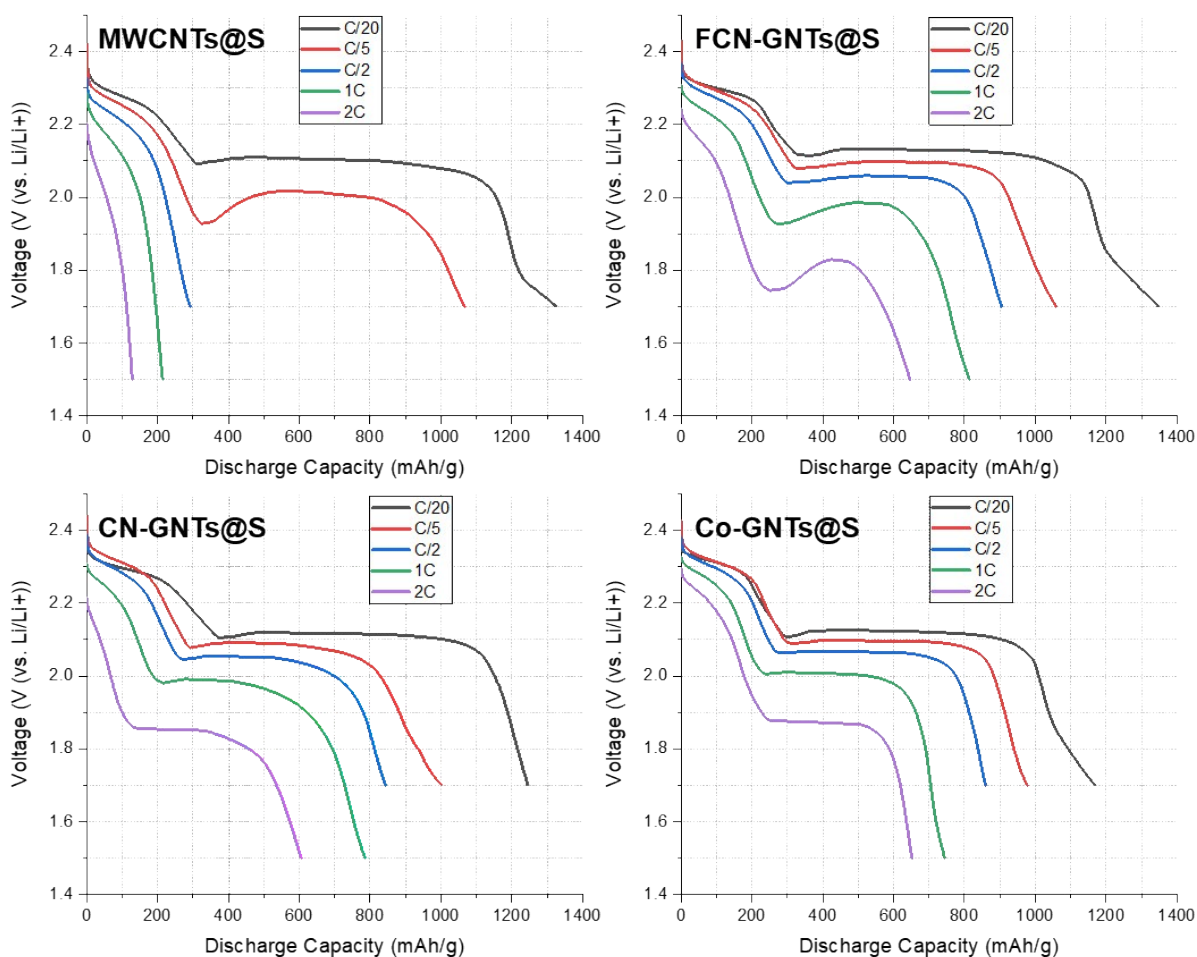 MWCNTs@S
C/20
C/5
C/2
1C
2C
2.4
2.2
2.0
1.8
1.6
1.4
Voltage (V (vs. Li/Li+))
0 200 400 600 800 1000 1200 1400
Discharge Capacity (mAh/g)
FCN-GNTs@S
C/20
C/5
C/2
1C
2C
2.4
2.2
2.0
1.8
1.6
1.4
Voltage (V (vs. Li/Li+))
0 200 400 600 800 1000 1200 1400
Discharge Capacity (mAh/g)
CN-GNTs@S
C/20
C/5
C/2
1C
2C
2.4
2.2
2.0
1.8
1.6
1.4
Voltage (V (vs. Li/Li+))
0 200 400 600 800 1000 1200 1400
Discharge Capacity (mAh/g)
Co-GNTs@S
C/20
C/5
C/2
1C
2C
2.4
2.2
2.0
1.8
1.6
1.4
Voltage (V (vs. Li/Li+))
0 200 400 600 800 1000 1200 1400
Discharge Capacity (mAh/g)